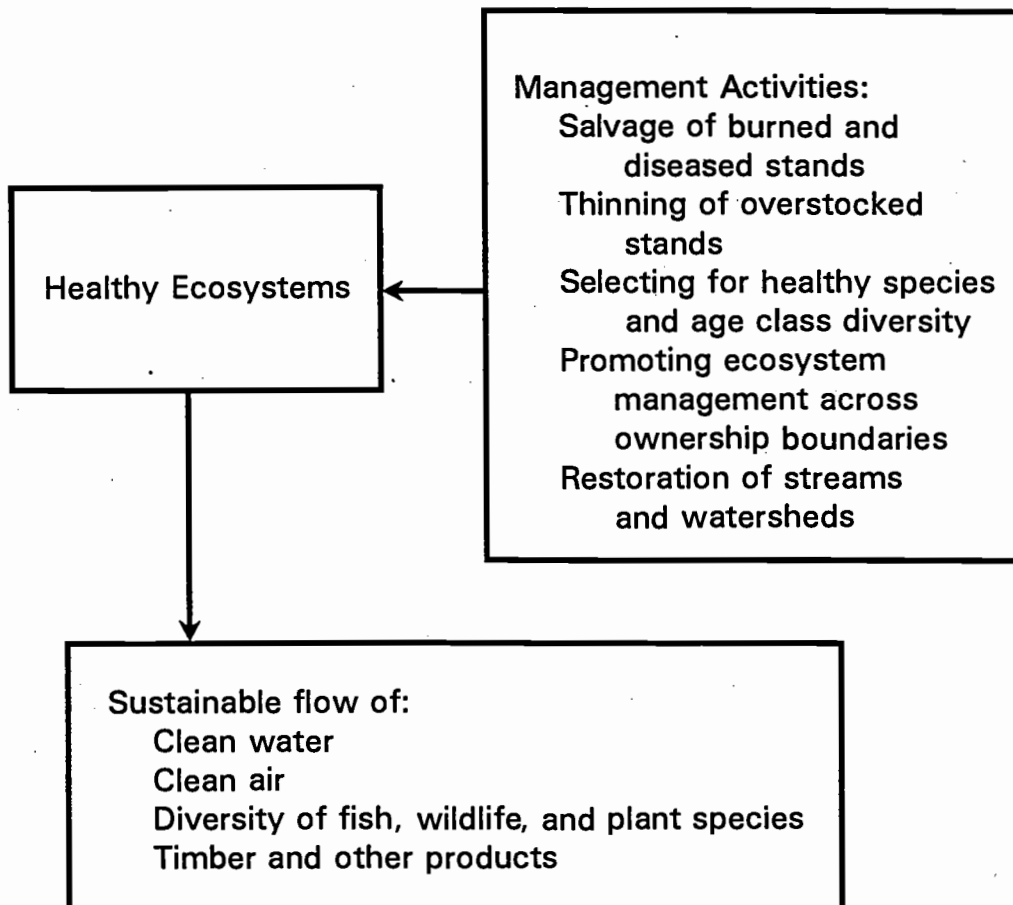 Management Activities:
Salvage of burned and
diseased stands
Thinning of overstocked
stands
Selecting for healthy species
and age class diversity
Promoting ecosystem
management across
ownership boundaries
Restoration of streams
and watersheds
Healthy Ecosystems
Sustainable flow of:
Clean water
Clean air
Diversity of fish, wildlife, and plant species
Timber and other products